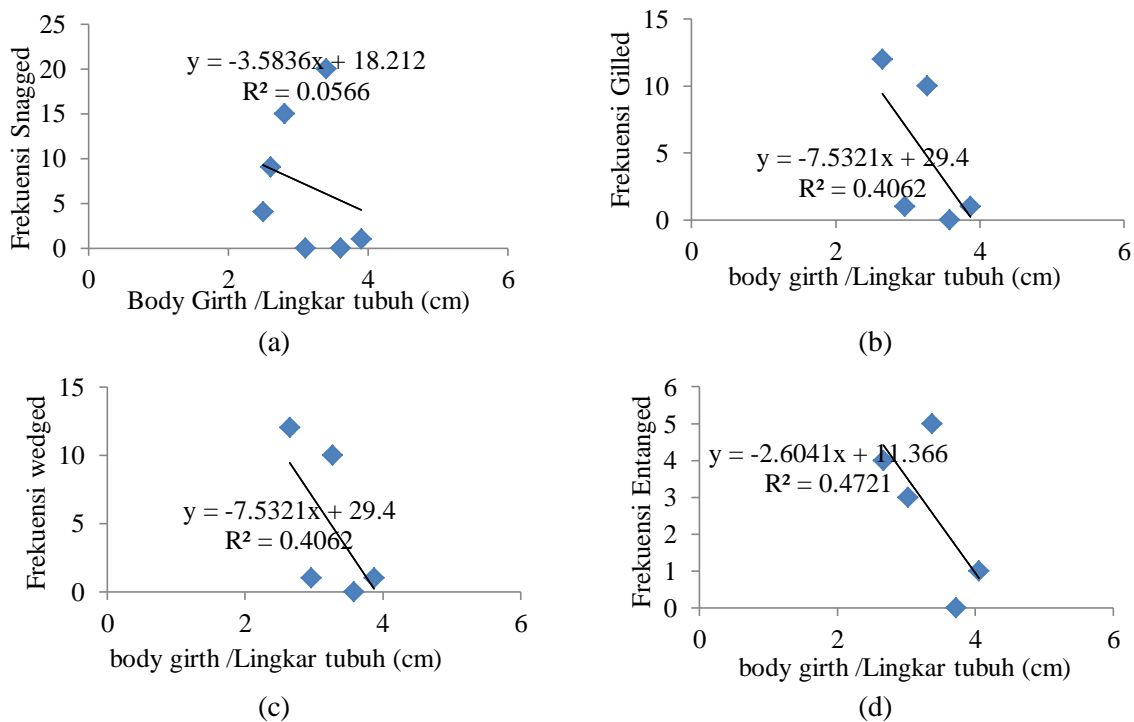 25
20
15
10
5
0
Frekuensi Snagged
y = -3.5836x + 18.212
R² = 0.0566
0 2 4 6
Body Girth /Lingkar tubuh (cm)
(a)
15
10
5
0
Frekuensi Gilled
y = -7.5321x + 29.4
R² = 0.4062
0 2 4 6
body girth /Lingkar tubuh (cm)
(b)
15
10
5
0
Frekuensi wedged
y = -7.5321x + 29.4
R² = 0.4062
0 2 4 6
body girth /Lingkar tubuh (cm)
(c)
6
5
4
3
2
1
0
Frekuensi Entanged
y = -2.6041x + 11.366
R² = 0.4721
0 2 4 6
body girth /Lingkar tubuh (cm)
(d)